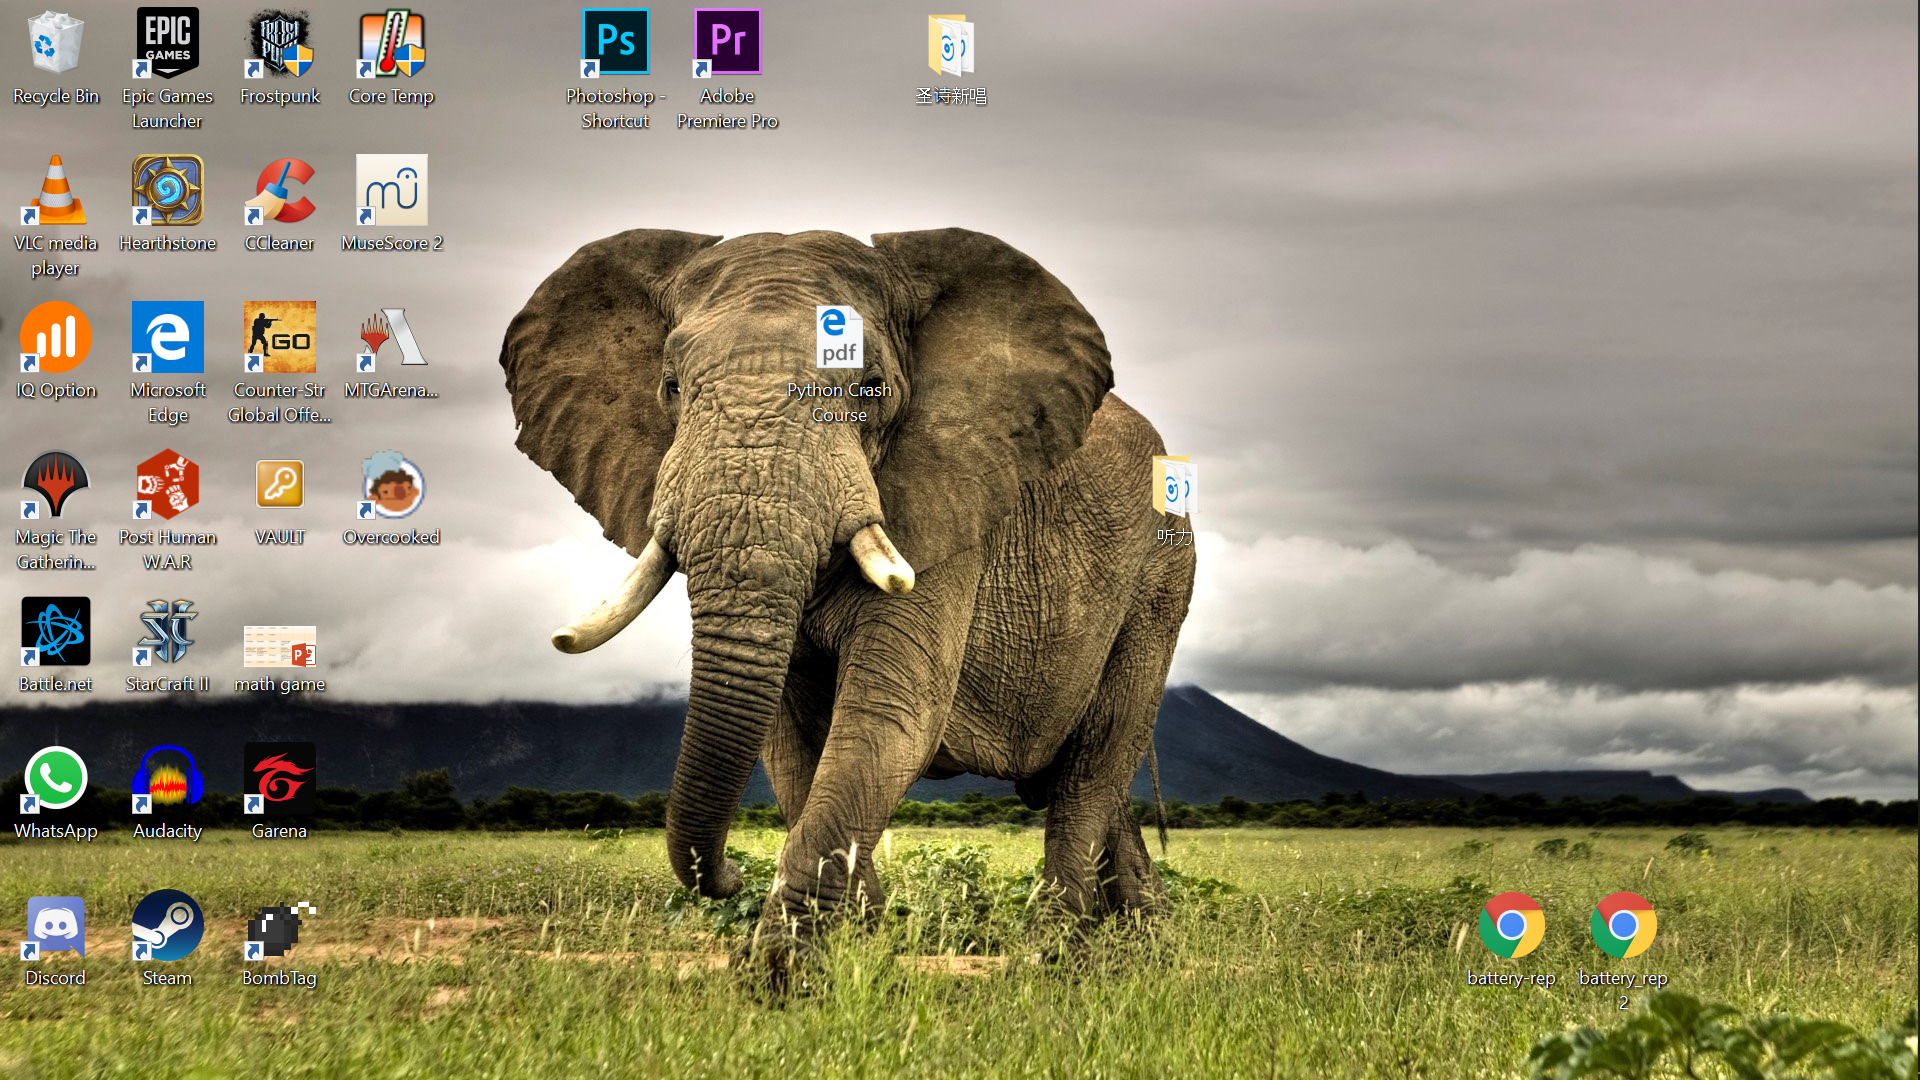 Recycle Bin
EPIC
GAMES
Epic Games
Launcher
Frostpunk
Core Temp
Ps
Photoshop -
Shortcut
Pr
Adobe
Premiere Pro
圣诗新唱
VLC media
player
Hearthstone
CCleaner
mu
MuseScore 2
IQ Option
Microsoft
Edge
GO
Counter-Str
Global Offe...
MTGArena...
pdf
Python Crash
Course
Magic The
Gatherin...
Post Human
W.A.R
VAULT
Overcooked
听力
Battle.net
StarCraft II
P
math game
WhatsApp
Audacity
Garena
Discord
Steam
BombTag
battery-rep
battery_rep
2